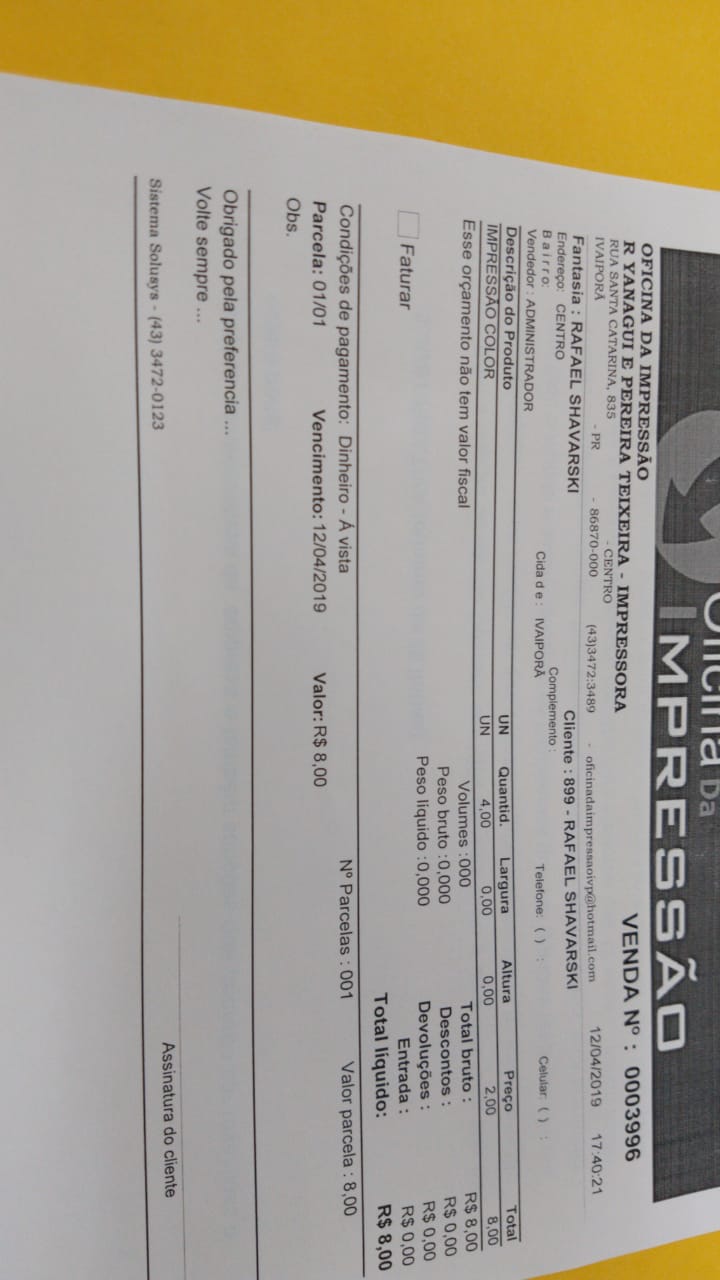 Oficina Da
IMPRESSÃO
OFICINA DA IMPRESSÃO
R YANAGUI E PEREIRA TEIXEIRA - IMPRESSORA VENDA Nº : 0003996
RUA SANTA CATARINA, 835 - CENTRO
IVAIPORÃ - PR - 86870-000 (43)3472:3489 - oficinadaimpressaoivp@hotmail.com 12/04/2019 17:40:21
Fantasia : RAFAEL SHAVARSKI Cliente : 899 - RAFAEL SHAVARSKI
Endereço: CENTRO Complemento :
Bairro: Cidade: IVAIPORÃ Telefone: ( ) : Celular: ( ) :
Vendedor : ADMINISTRADOR
Descrição do Produto UN Quantid. Largura Altura Preço Total
IMPRESSÃO COLOR UN 4,00 0,00 0,00 2,00 8,00
Esse orçamento não tem valor fiscal Volumes :000 Total bruto : R$ 8,00
Peso bruto :0,000 Descontos : R$ 0,00
Peso líquido :0,000 Devoluções : R$ 0,00
Faturar Entrada : R$ 0,00
Total líquido: R$ 8,00
Condições de pagamento: Dinheiro - Á vista Nº Parcelas : 001 Valor parcela : 8,00
Parcela: 01/01 Vencimento: 12/04/2019 Valor: R$ 8,00
Obs.
Obrigado pela preferencia ...
Volte sempre ...
Assinatura do cliente
Sistema Solusys - (43) 3472-0123